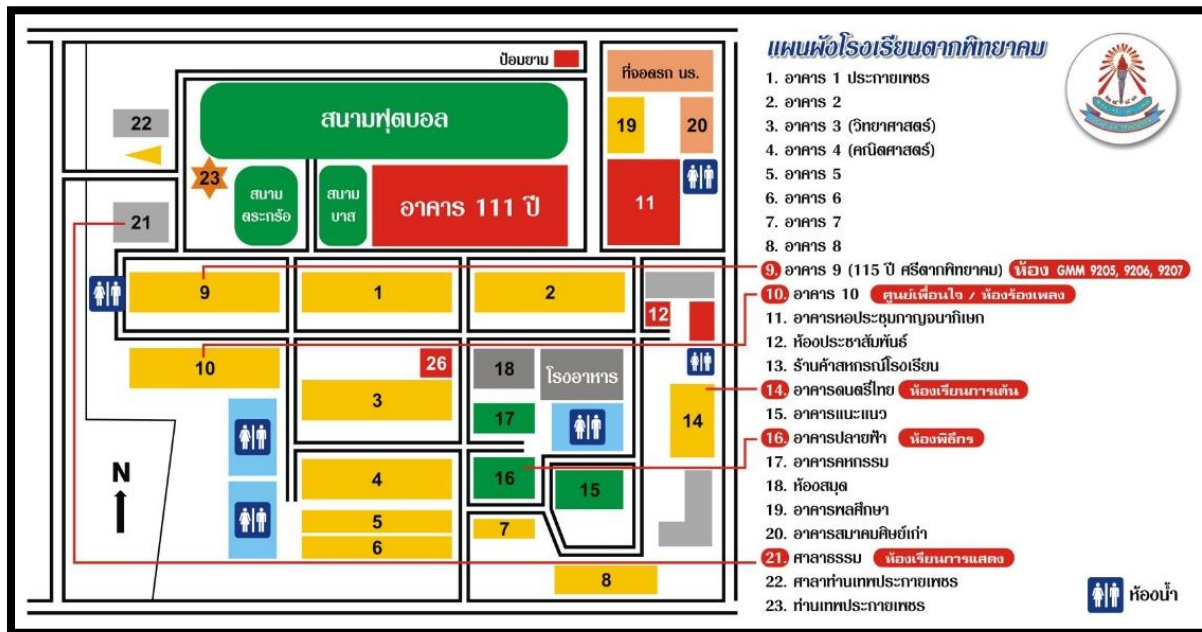 แผนผังโรงเรียนตากพิทยาคม
1. อาคาร 1 ประกายเพชร
2. อาคาร 2
3. อาคาร 3 (วิทยาศาสตร์)
4. อาคาร 4 (คณิตศาสตร์)
5. อาคาร 5
6. อาคาร 6
7. อาคาร 7
8. อาคาร 8
9. อาคาร 9 (115 ปี ศรีตากพิทยาคม) ห้อง GMM 9205, 9206, 9207
10. อาคาร 10 ศูนย์เพื่อนใจ / ห้องร้องเพลง
11. อาคารหอประชุมกาญจนาภิเษก
12. ห้องประชาสัมพันธ์
13. ร้านค้าสหกรณ์โรงเรียน
14. อาคารดนตรีไทย ห้องเรียนการเต้น
15. อาคารแนะแนว
16. อาคารปลายฟ้า ห้องพิธีกร
17. อาคารคหกรรม
18. ห้องสมุด
19. อาคารพลศึกษา
20. อาคารสมาคมศิษย์เก่า
21. ศาลาธรรม ห้องเรียนการแสดง
22. ศาลาท่านเทพประกายเพชร
23. ท่านเทพประกายเพชร
ห้องน้ำ
ป้อมยาม
ที่จอดรถ นร.
สนามฟุตบอล
22
19
20
23
สนาม
ตะกร้อ
สนาม
บาส
อาคาร 111 ปี
11
21
9
1
2
12
10
26
18
โรงอาหาร
3
17
14
4
16
15
N
5
7
6
8